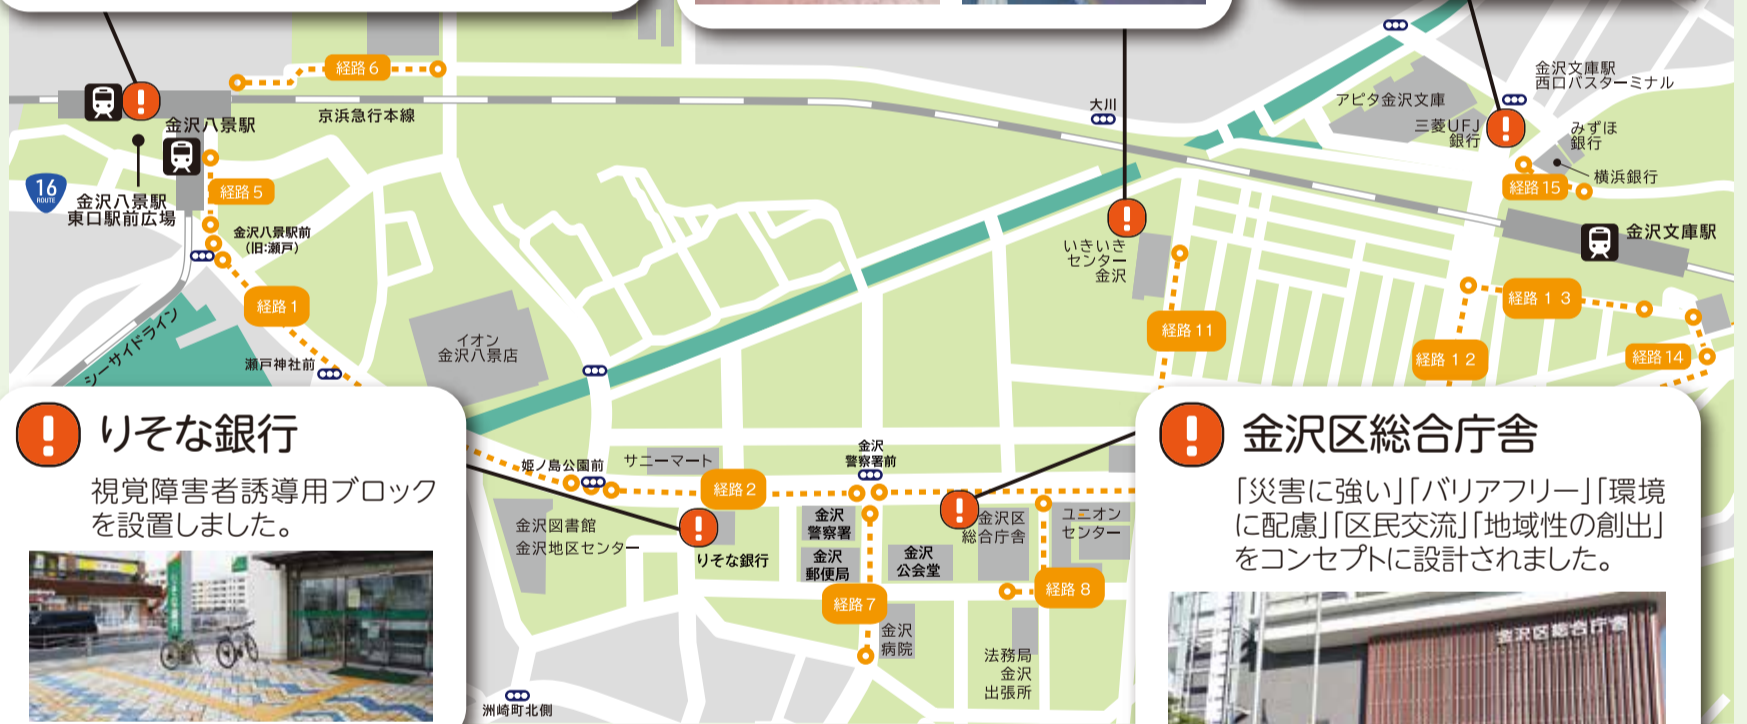 経路6
京浜急行本線
金沢八景駅
16
ROUTE
金沢八景駅
東口駅前広場
経路5
金沢八景駅前
（旧：瀬戸）
経路1
シーサイドライン
瀬戸神社前
イオン
金沢八景店
大川
いきいき
センター
金沢
アピタ金沢文庫
三菱UFJ
銀行
金沢文庫駅
西口バスターミナル
みずほ
銀行
横浜銀行
経路15
金沢文庫駅
経路11
経路12
経路13
経路14
りそな銀行
視覚障害者誘導用ブロック
を設置しました。
姫ノ島公園前
サニーマート
経路2
金沢
警察署前
金沢図書館
金沢地区センター
りそな銀行
金沢
警察署
金沢
郵便局
金沢
公会堂
金沢区
総合庁舎
ユニオン
センター
経路7
経路8
金沢
病院
法務局
金沢
出張所
洲崎町北側
金沢区総合庁舎
「災害に強い」「バリアフリー」「環境
に配慮」「区民交流」「地域性の創出」
をコンセプトに設計されました。
金沢区総合庁舎